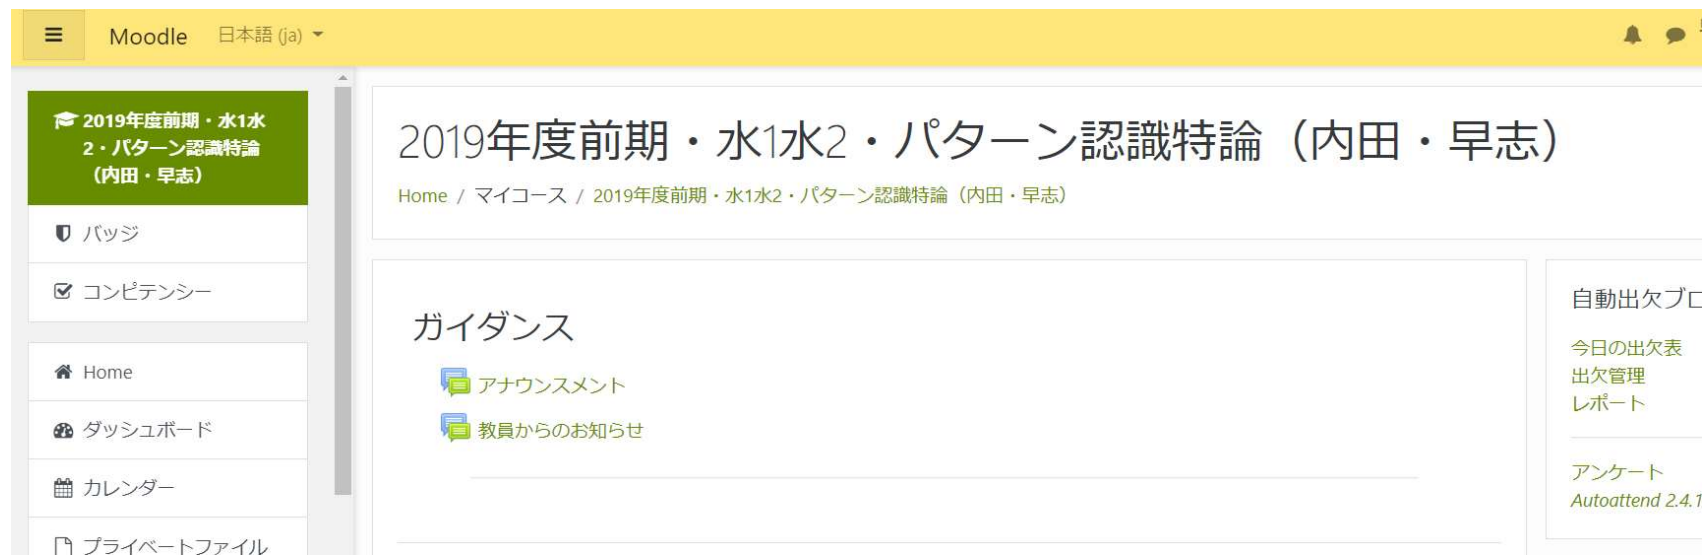 Moodle 日本語 (ja)
2019年度前期・水1水
2・パターン認識特論
（内田・早志）
バッジ
コンピテンシー
Home
ダッシュボード
カレンダー
プライベートファイル
2019年度前期・水1水2・パターン認識特論（内田・早志）
Home / マイコース / 2019年度前期・水1水2・パターン認識特論（内田・早志）
ガイダンス
アナウンスメント
教員からのお知らせ
自動出欠ブロ
今日の出欠表
出欠管理
レポート
アンケート
Autoattend 2.4.1